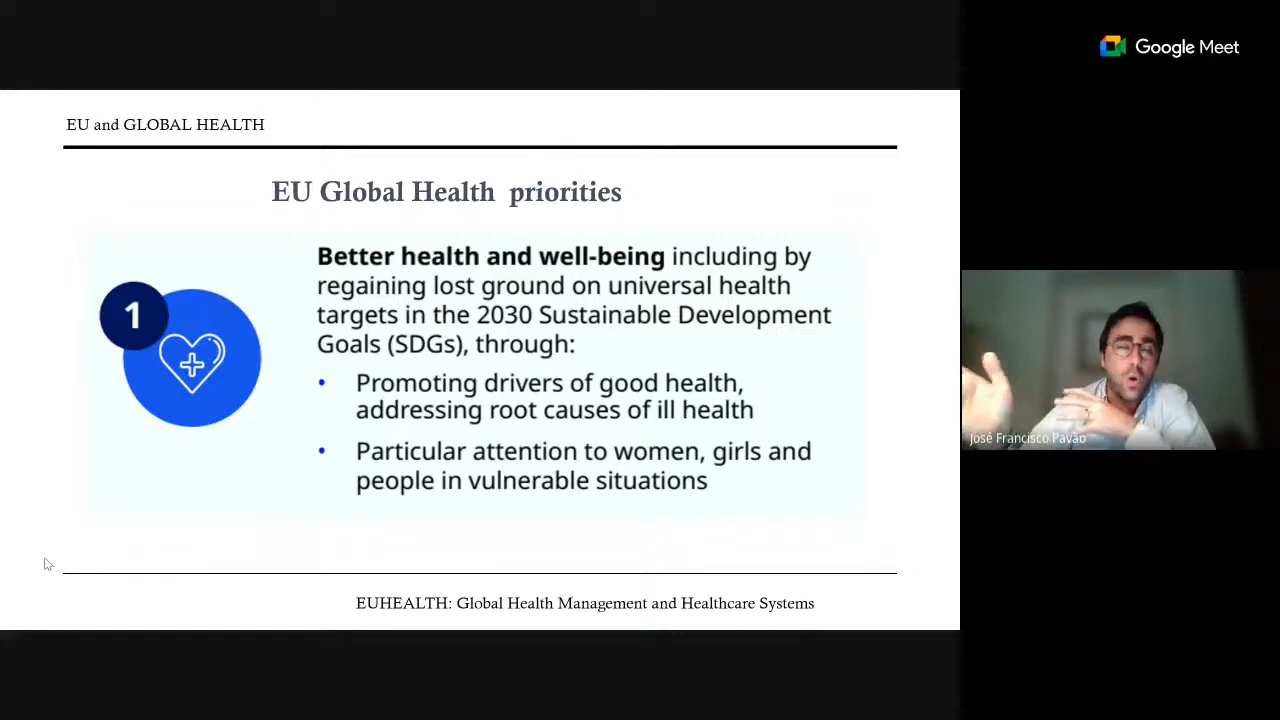 Google Meet
EU and GLOBAL HEALTH
EU Global Health priorities
1
Better health and well-being including by
regaining lost ground on universal health
targets in the 2030 Sustainable Development
Goals (SDGs), through:
• Promoting drivers of good health,
addressing root causes of ill health
• Particular attention to women, girls and
people in vulnerable situations
José Francisco Pavão
EUHEALTH: Global Health Management and Healthcare Systems